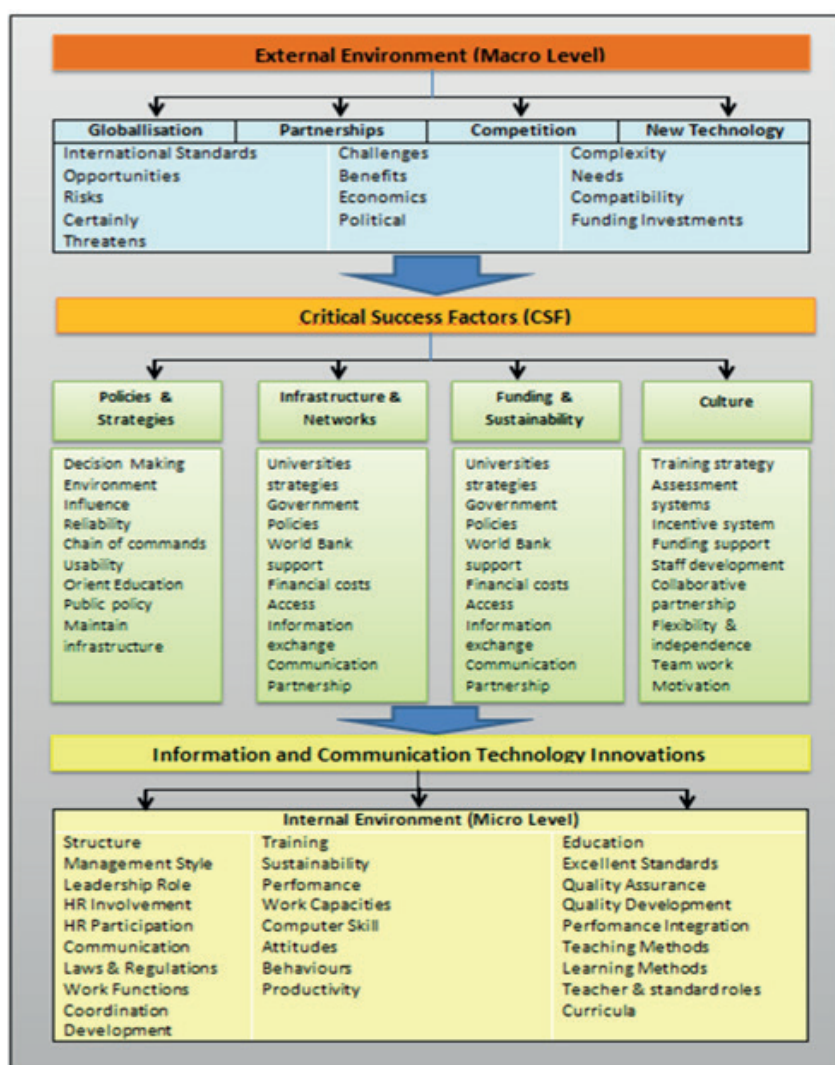 External Environment (Macro Level)
Globallisation
Partnerships
Competition
New Technology
International Standards
Opportunities
Risks
Certainly
Threatens
Challenges
Benefits
Economics
Political
Complexity
Needs
Compatibility
Funding Investments
Critical Success Factors (CSF)
Policies &
Strategies
Decision Making
Environment
Influence
Reliability
Chain of commands
Usability
Orient Education
Public policy
Maintain
infrastructure
Infrastructure &
Networks
Universities
strategies
Government
Policies
World Bank
support
Financial costs
Access
Information
exchange
Communication
Partnership
Funding &
Sustainability
Universities
strategies
Government
Policies
World Bank
support
Financial costs
Access
Information
exchange
Communication
Partnership
Culture
Training strategy
Assessment
systems
Incentive system
Funding support
Staff development
Collaborative
partnership
Flexibility &
independence
Team work
Motivation
Information and Communication Technology Innovations
Internal Environment (Micro Level)
Structure
Management Style
Leadership Role
HR Involvement
HR Participation
Communication
Laws & Regulations
Work Functions
Coordination
Development
Training
Sustainability
Perfomance
Work Capacities
Computer Skill
Attitudes
Behaviours
Productivity
Education
Excellent Standards
Quality Assurance
Quality Development
Perfomance Integration
Teaching Methods
Learning Methods
Teacher & standard roles
Curricula